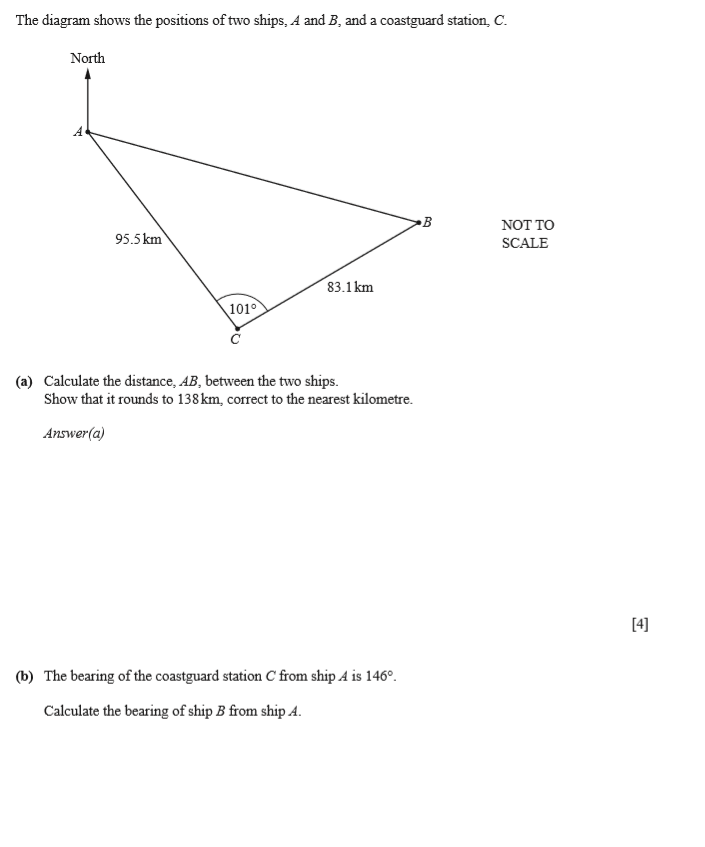 The diagram shows the positions of two ships, A and B, and a coastguard station, C.
North
A
B
NOT TO
SCALE
95.5 km
83.1 km
101°
C
(a) Calculate the distance, AB, between the two ships.
Show that it rounds to 138 km, correct to the nearest kilometre.
Answer(a)
[4]
(b) The bearing of the coastguard station C from ship A is 146°.
Calculate the bearing of ship B from ship A.